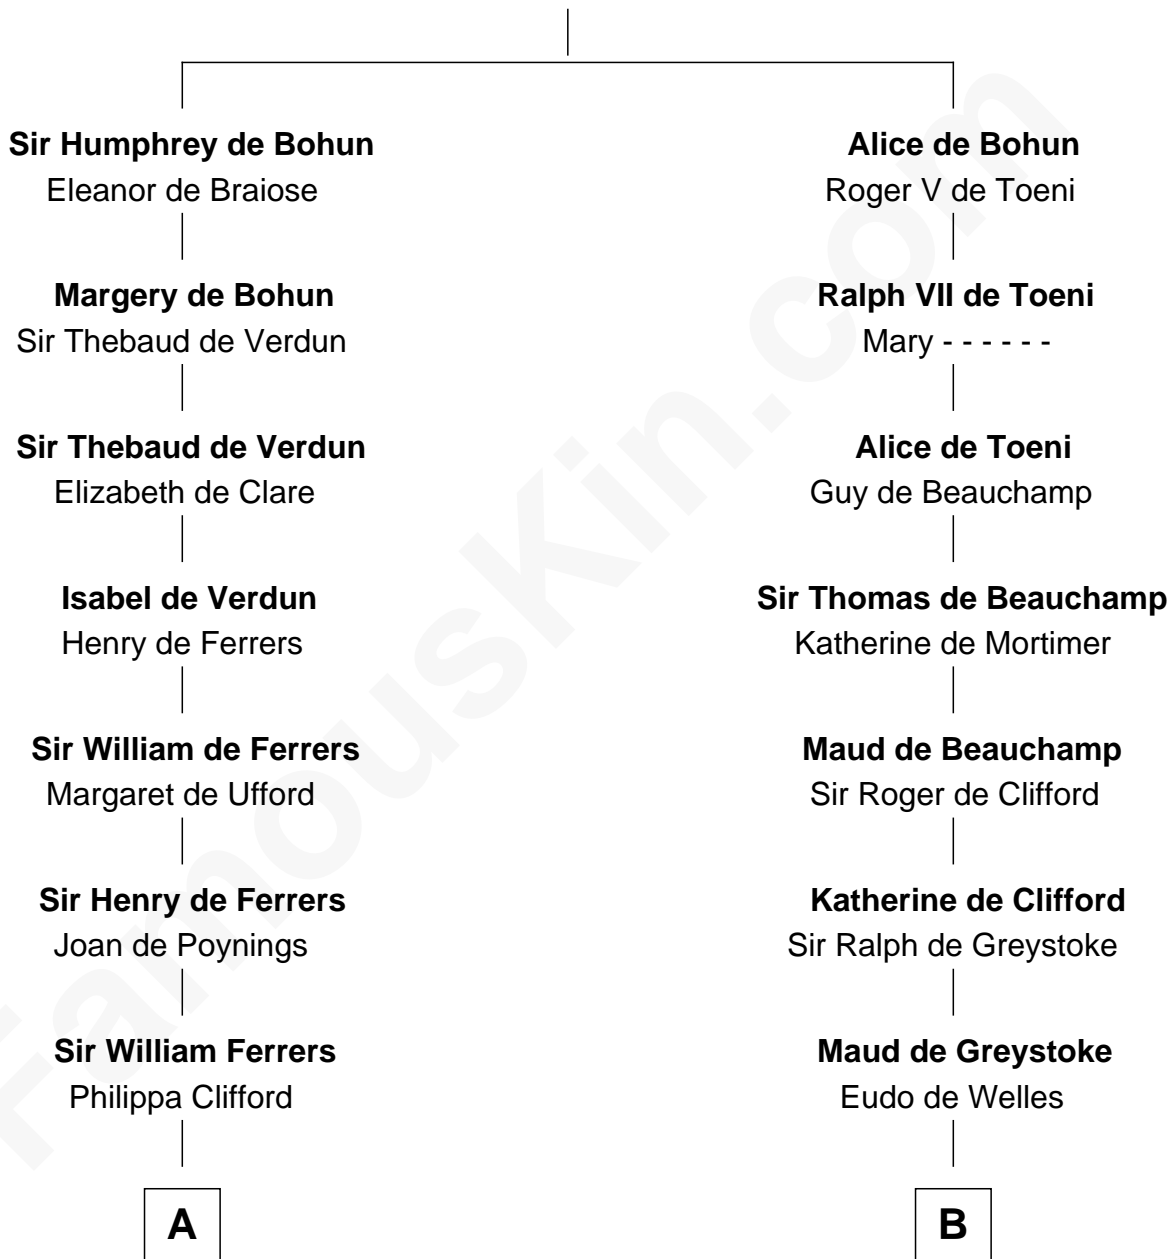 Sir Humphrey de Bohun
Eleanor de Braiose
Margery de Bohun
Sir Thebaud de Verdun
Sir Thebaud de Verdun
Elizabeth de Clare
Isabel de Verdun
Henry de Ferrers
Sir William de Ferrers
Margaret de Ufford
Sir Henry de Ferrers
Joan de Poynings
Sir William Ferrers
Philippa Clifford
A
Alice de Bohun
Roger V de Toeni
Ralph VII de Toeni
Mary - - - - - -
Alice de Toeni
Guy de Beauchamp
Sir Thomas de Beauchamp
Katherine de Mortimer
Maud de Beauchamp
Sir Roger de Clifford
Katherine de Clifford
Sir Ralph de Greystoke
Maud de Greystoke
Eudo de Welles
B
FamousKin.com